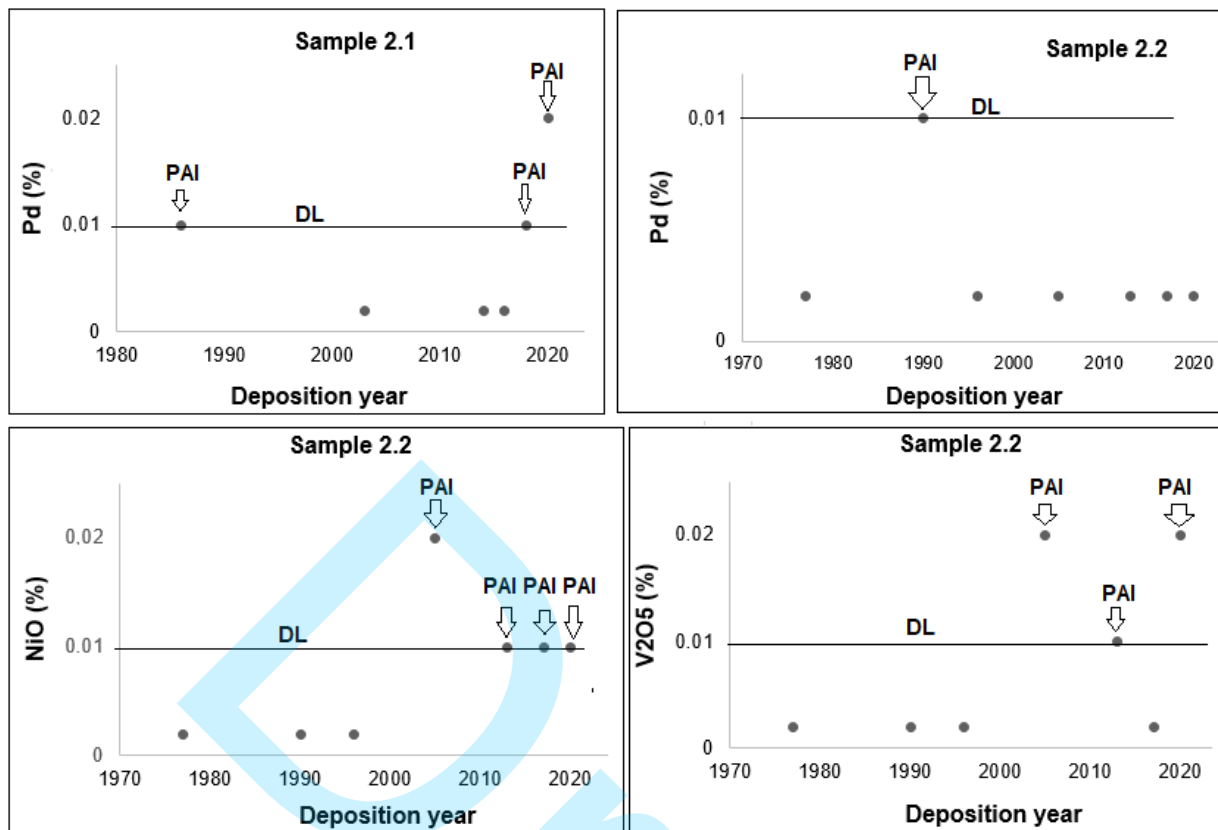 Sample 2.1
PAI
0.02
PAI
PAI
0.01
DL
Pd (%)
0
1980 1990 2000 2010 2020
Deposition year
Sample 2.2
PAI
DL
0,01
Pd (%)
0
1970 1980 1990 2000 2010 2020
Deposition year
Sample 2.2
PAI
0.02
PAI PAI PAI
DL
0.01
NiO (%)
0
1970 1980 1990 2000 2010 2020
Deposition year
Sample 2.2
PAI PAI
0.02
PAI
DL
0.01
V2O5 (%)
0
1970 1980 1990 2000 2010 2020
Deposition year